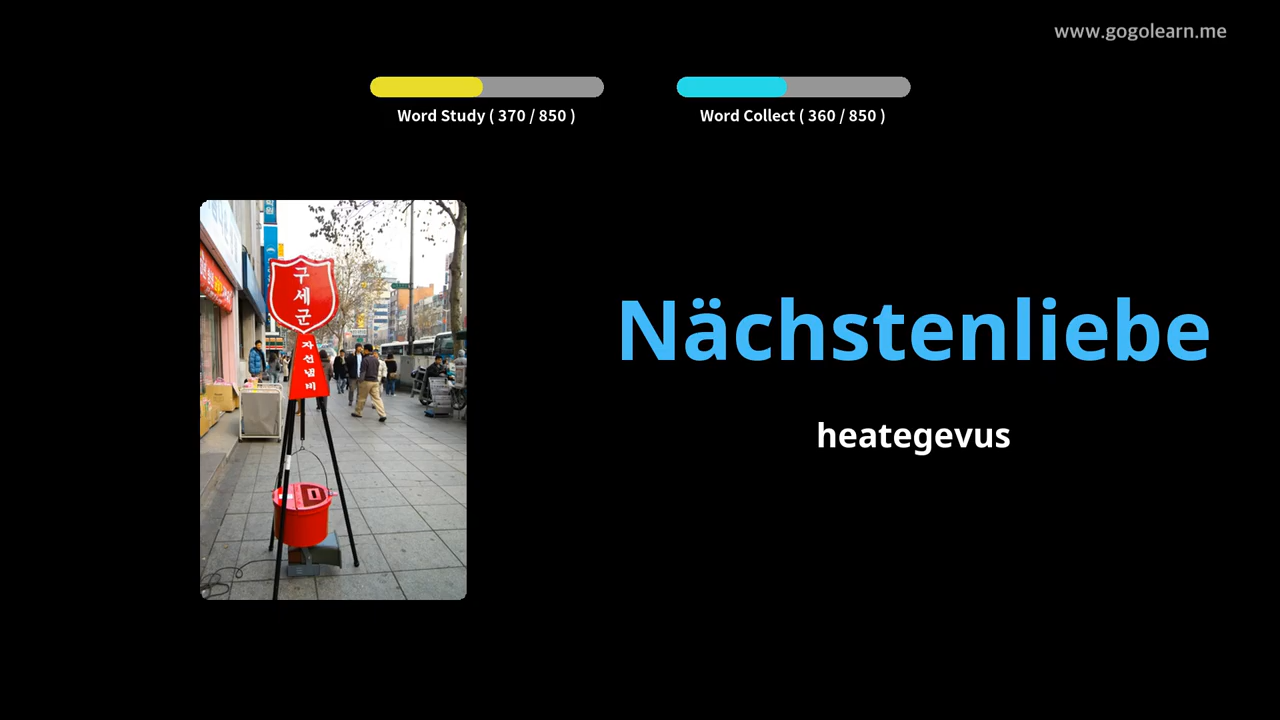 www.gogolearn.me
Word Study ( 370 / 850 )
Word Collect ( 360 / 850 )
구세군
자선냄비
Nächstenliebe
heategevus